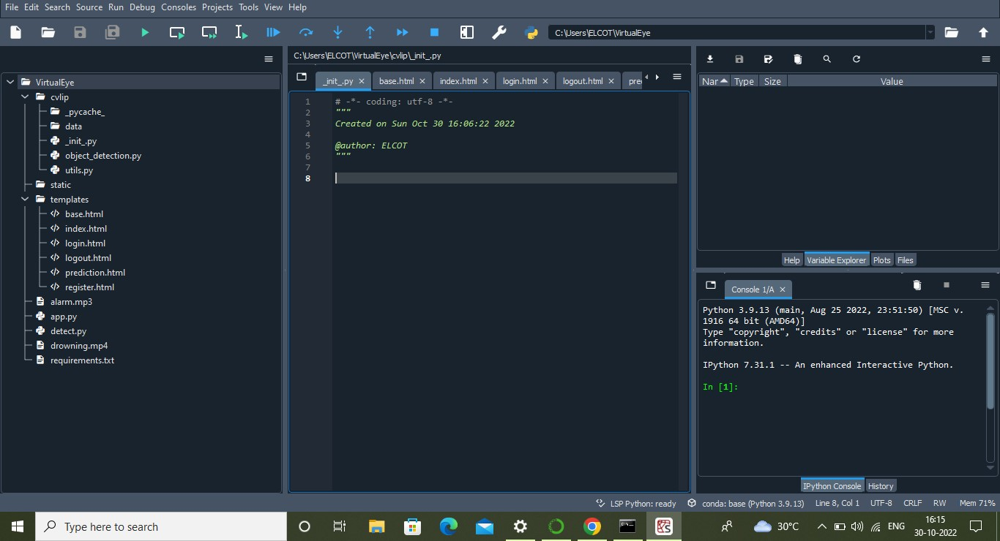 File Edit Search Source Run Debug Consoles Projects Tools View Help
C:\Users\ELCOT\VirtualEye
VirtualEye
cvlip
_pycache_
data
_init_.py
object_detection.py
utils.py
static
templates
base.html
index.html
login.html
logout.html
prediction.html
register.html
alarm.mp3
app.py
detect.py
drowning.mp4
requirements.txt
C:\Users\ELCOT\VirtualEye\cvlip\_init_.py
_init_.py base.html index.html login.html logout.html pre
1 # -*- coding: utf-8 -*-
2 """
3 Created on Sun Oct 30 16:06:22 2022
4
5 @author: ELCOT
6 """
7
8
Nar Type Size Value
Help Variable Explorer Plots Files
Console 1/A
Python 3.9.13 (main, Aug 25 2022, 23:51:50) [MSC v.
1916 64 bit (AMD64)]
Type "copyright", "credits" or "license" for more
information.
IPython 7.31.1 -- An enhanced Interactive Python.
In [1]:
IPython Console History
LSP Python: ready conda: base (Python 3.9.13) Line 8, Col 1 UTF-8 CRLF RW Mem 71%
Type here to search
30°C
ENG
16:15
30-10-2022